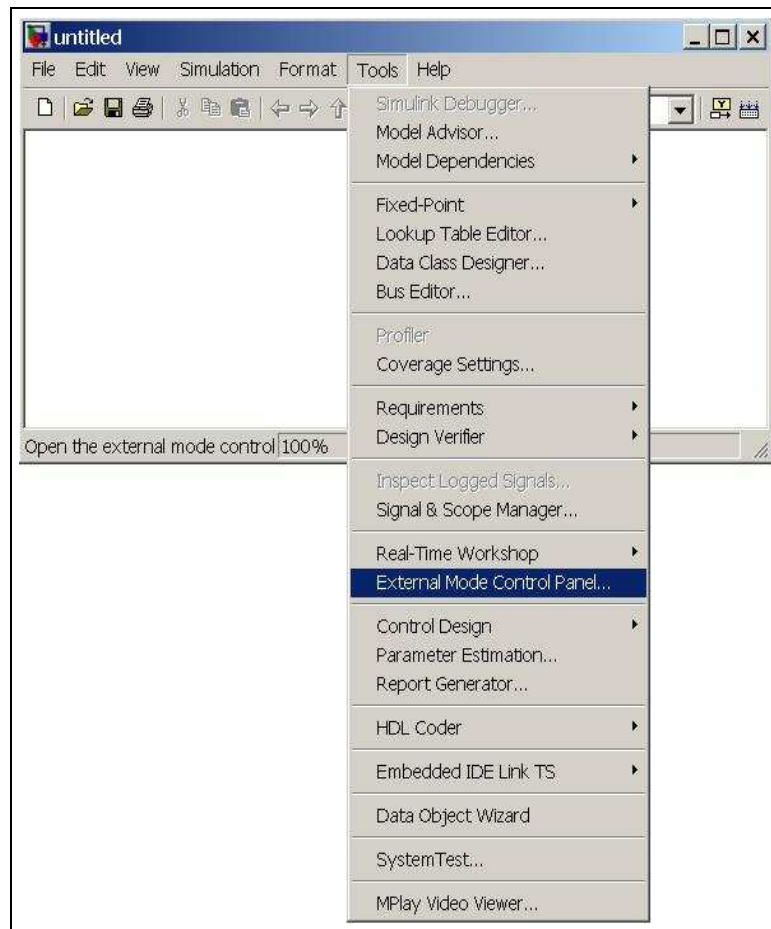 untitled
File Edit View Simulation Format Tools Help
Simulink Debugger...
Model Advisor...
Model Dependencies
Fixed-Point
Lookup Table Editor...
Data Class Designer...
Bus Editor...
Profiler
Coverage Settings...
Requirements
Design Verifier
Open the external mode control 100%
Inspect Logged Signals...
Signal & Scope Manager...
Real-Time Workshop
External Mode Control Panel...
Control Design
Parameter Estimation...
Report Generator...
HDL Coder
Embedded IDE Link TS
Data Object Wizard
SystemTest...
MPlay Video Viewer...